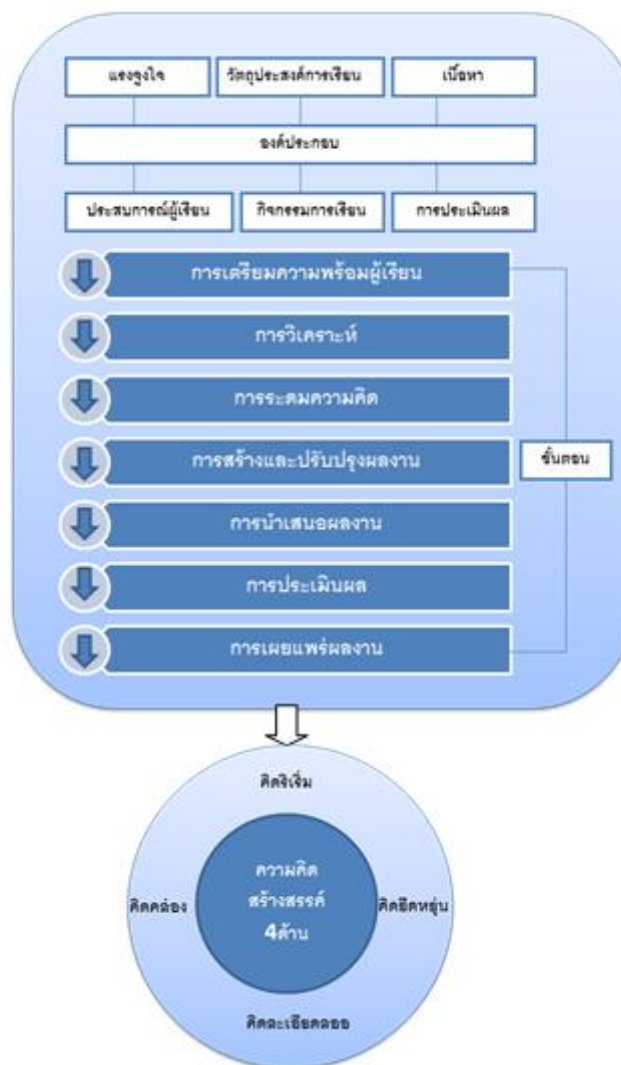 แรงจูงใจ
วัตถุประสงค์การเรียน
เนื้อหา
องค์ประกอบ
ประสบการณ์ผู้เรียน
กิจกรรมการเรียน
การประเมินผล
การเตรียมความพร้อมผู้เรียน
การวิเคราะห์
การระดมความคิด
การสร้างและปรับปรุงผลงาน
ขั้นตอน
การนำเสนอผลงาน
การประเมินผล
การเผยแพร่ผลงาน
คิดริเริ่ม
ความคิด
สร้างสรรค์
4ด้าน
คิดคล่อง
คิดยืดหยุ่น
คิดละเอียดลออ